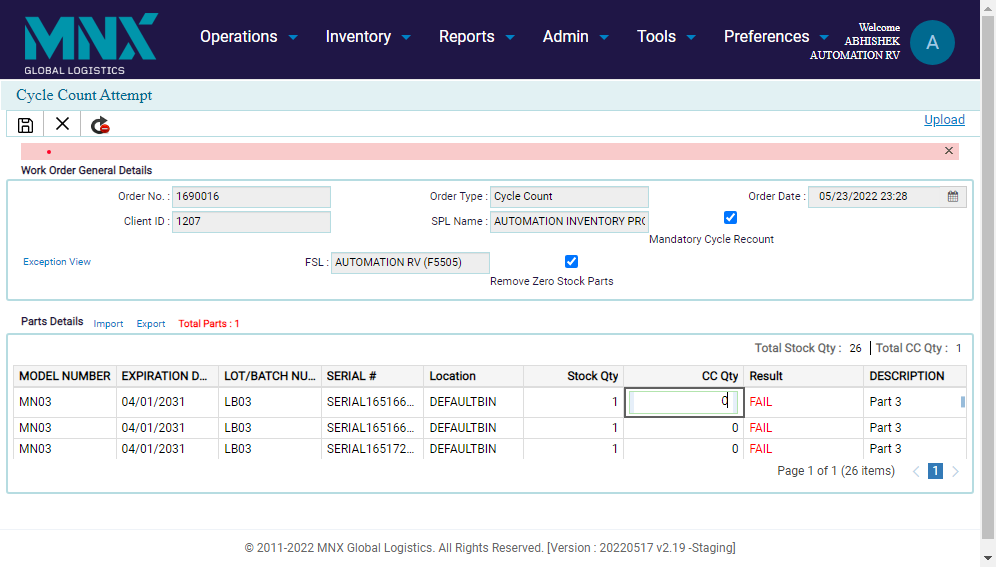 MNX
GLOBAL LOGISTICS
Operations Inventory Reports Admin Tools Preferences
Welcome
ABHISHEK
AUTOMATION RV
A
Cycle Count Attempt
Upload
Work Order General Details
Order No. : 1690016 Order Type : Cycle Count Order Date : 05/23/2022 23:28
Client ID : 1207 SPL Name : AUTOMATION INVENTORY PRO
Mandatory Cycle Recount
Exception View FSL : AUTOMATION RV (F5505)
Remove Zero Stock Parts
Parts Details Import Export Total Parts : 1
Total Stock Qty : 26 Total CC Qty : 1
MODEL NUMBER EXPIRATION D... LOT/BATCH NU... SERIAL # Location Stock Qty CC Qty Result DESCRIPTION
MN03 04/01/2031 LB03 SERIAL165166... DEFAULTBIN 1 0 FAIL Part 3
MN03 04/01/2031 LB03 SERIAL165166... DEFAULTBIN 1 0 FAIL Part 3
MN03 04/01/2031 LB03 SERIAL165172... DEFAULTBIN 1 0 FAIL Part 3
Page 1 of 1 (26 items) 1
© 2011-2022 MNX Global Logistics. All Rights Reserved. [Version : 20220517 v2.19 -Staging]